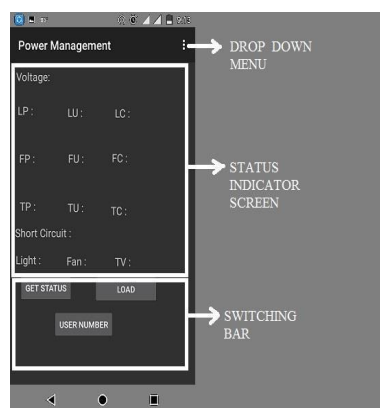 Power Management
DROP DOWN
MENU
Voltage:
LP : LU : LC :
FP : FU : FC :
STATUS
INDICATOR
SCREEN
TP : TU : TC :
Short Circuit :
Light : Fan : TV :
GET STATUS LOAD
USER NUMBER
SWITCHING
BAR